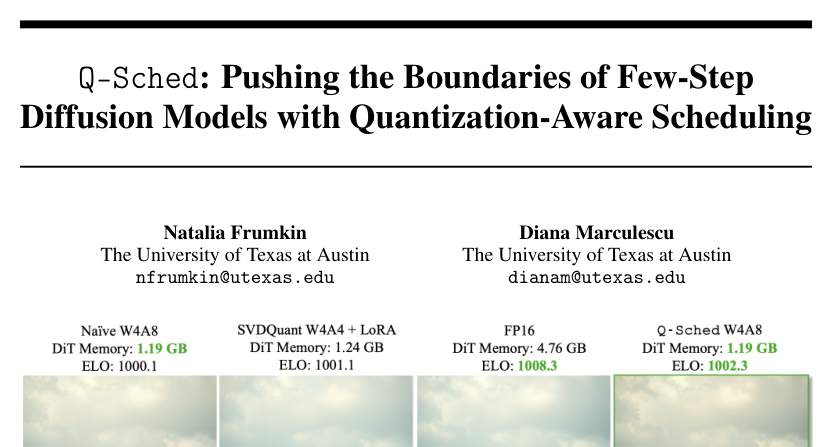 Q-Sched: Pushing the Boundaries of Few-Step
Diffusion Models with Quantization-Aware Scheduling
Natalia Frumkin
The University of Texas at Austin
nfrumkin@utexas.edu
Diana Marculescu
The University of Texas at Austin
dianam@utexas.edu
Naïve W4A8
DiT Memory: 1.19 GB
ELO: 1000.1
SVDQuant W4A4 + LoRA
DiT Memory: 1.24 GB
ELO: 1001.1
FP16
DiT Memory: 4.76 GB
ELO: 1008.3
Q-Sched W4A8
DiT Memory: 1.19 GB
ELO: 1002.3